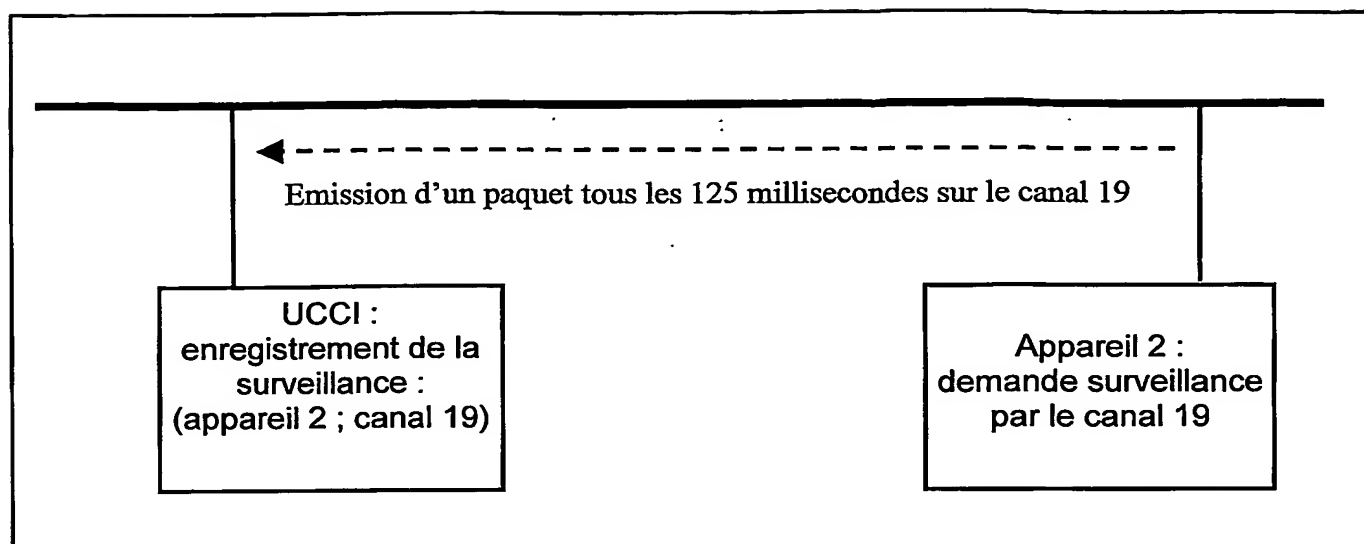 Emission d'un paquet tous les 125 millisecondes sur le canal 19
UCCI :
enregistrement de la
surveillance :
(appareil 2 ; canal 19)
Appareil 2 :
demande surveillance
par le canal 19